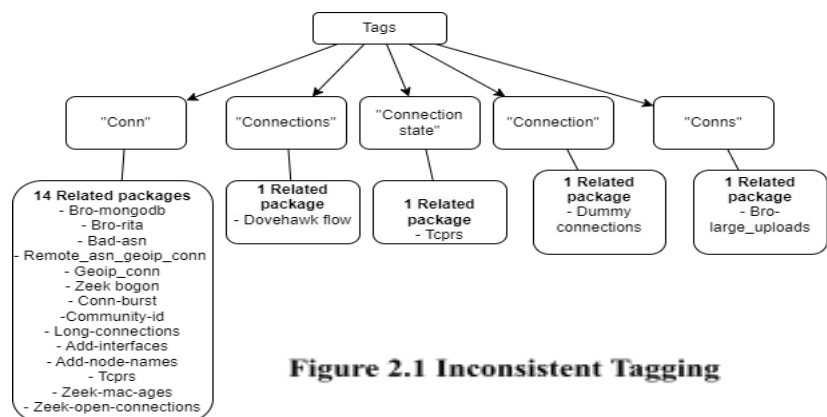 Tags
"Conn"
"Connections"
"Connection
state"
"Connection"
"Conns"
14 Related packages
- Bro-mongodb
- Bro-rita
- Bad-asn
- Remote_asn_geoip_conn
- Geoip_conn
- Zeek bogon
- Conn-burst
-Community-id
- Long-connections
- Add-interfaces
- Add-node-names
- Tcprs
- Zeek-mac-ages
- Zeek-open-connections
1 Related
package
- Dovehawk flow
1 Related
package
- Tcprs
1 Related
package
- Dummy
connections
1 Related
package
- Bro-
large_uploads
Figure 2.1 Inconsistent Tagging